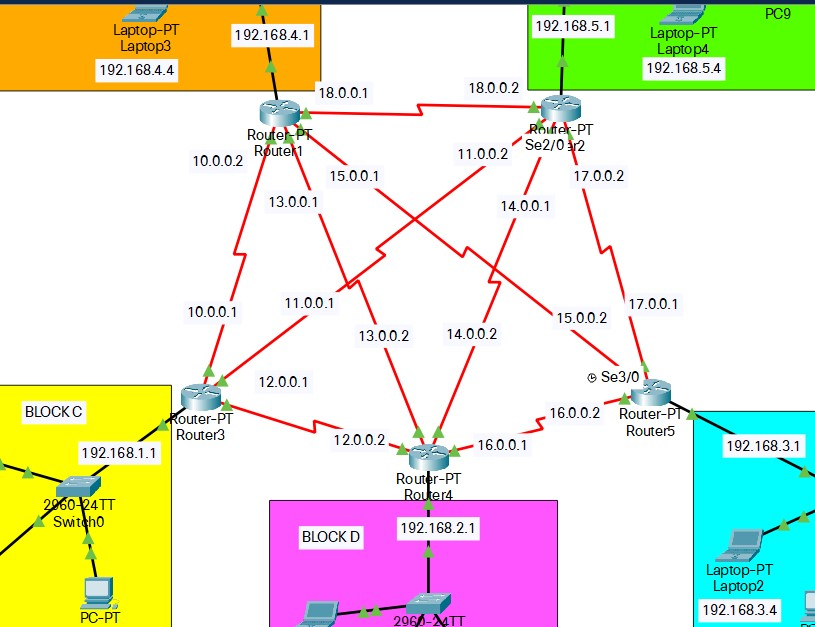 PC9
Laptop-PT
Laptop3
192.168.4.4
192.168.4.1
192.168.5.1
Laptop-PT
Laptop4
192.168.5.4
18.0.0.1
18.0.0.2
Router-PT
Router1
Router-PT
Se2/0
10.0.0.2
15.0.0.1
11.0.0.2
17.0.0.2
13.0.0.1
14.0.0.1
10.0.0.1
11.0.0.1
13.0.0.2
14.0.0.2
15.0.0.2
17.0.0.1
12.0.0.1
Se3/0
Router-PT
Router3
BLOCK C
192.168.1.1
12.0.0.2
16.0.0.1
16.0.0.2
Router-PT
Router5
Router-PT
Router4
192.168.3.1
2960-24TT
Switch0
192.168.2.1
BLOCK D
Laptop-PT
Laptop2
192.168.3.4
PC-PT
2960-24TT